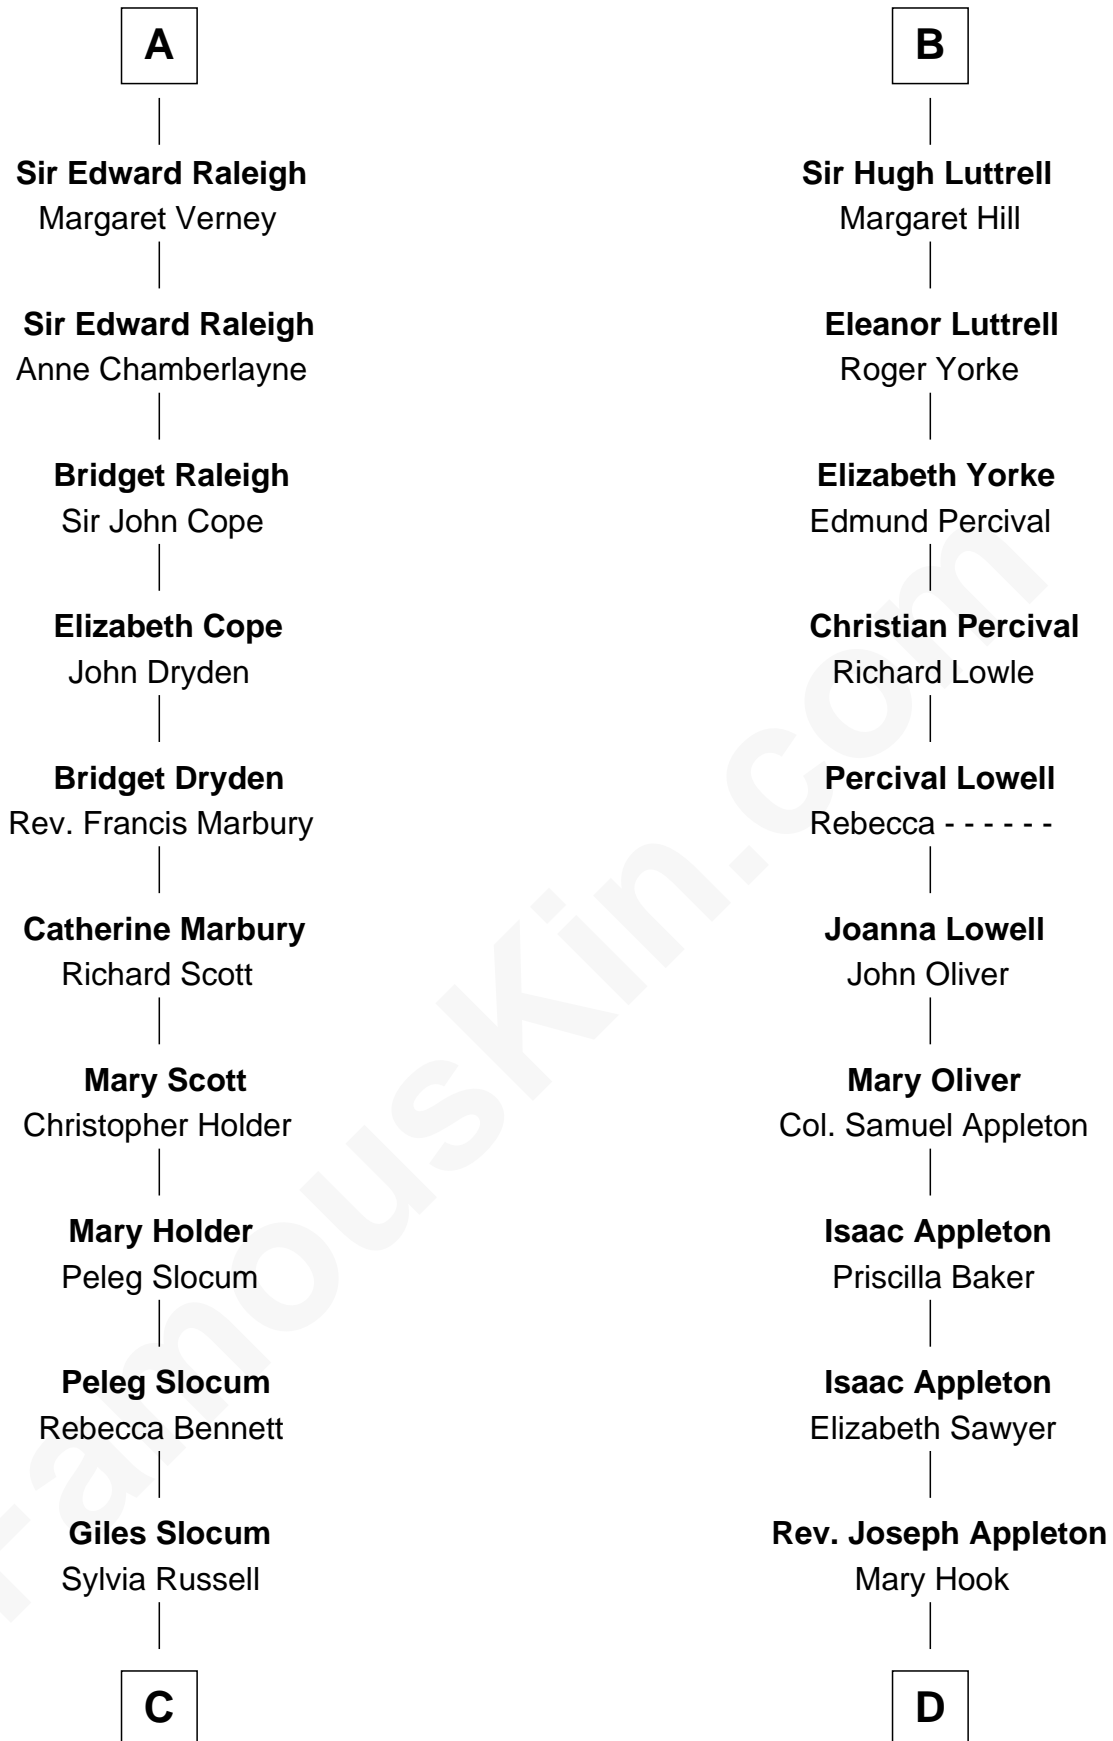 A
Sir Edward Raleigh
Margaret Verney
Sir Edward Raleigh
Anne Chamberlayne
Bridget Raleigh
Sir John Cope
Elizabeth Cope
John Dryden
Bridget Dryden
Rev. Francis Marbury
Catherine Marbury
Richard Scott
Mary Scott
Christopher Holder
Mary Holder
Peleg Slocum
Peleg Slocum
Rebecca Bennett
Giles Slocum
Sylvia Russell
C
B
Sir Hugh Luttrell
Margaret Hill
Eleanor Luttrell
Roger Yorke
Elizabeth Yorke
Edmund Percival
Christian Percival
Richard Lowle
Percival Lowell
Rebecca - - - - - -
Joanna Lowell
John Oliver
Mary Oliver
Col. Samuel Appleton
Isaac Appleton
Priscilla Baker
Isaac Appleton
Elizabeth Sawyer
Rev. Joseph Appleton
Mary Hook
D
FamousKin.com